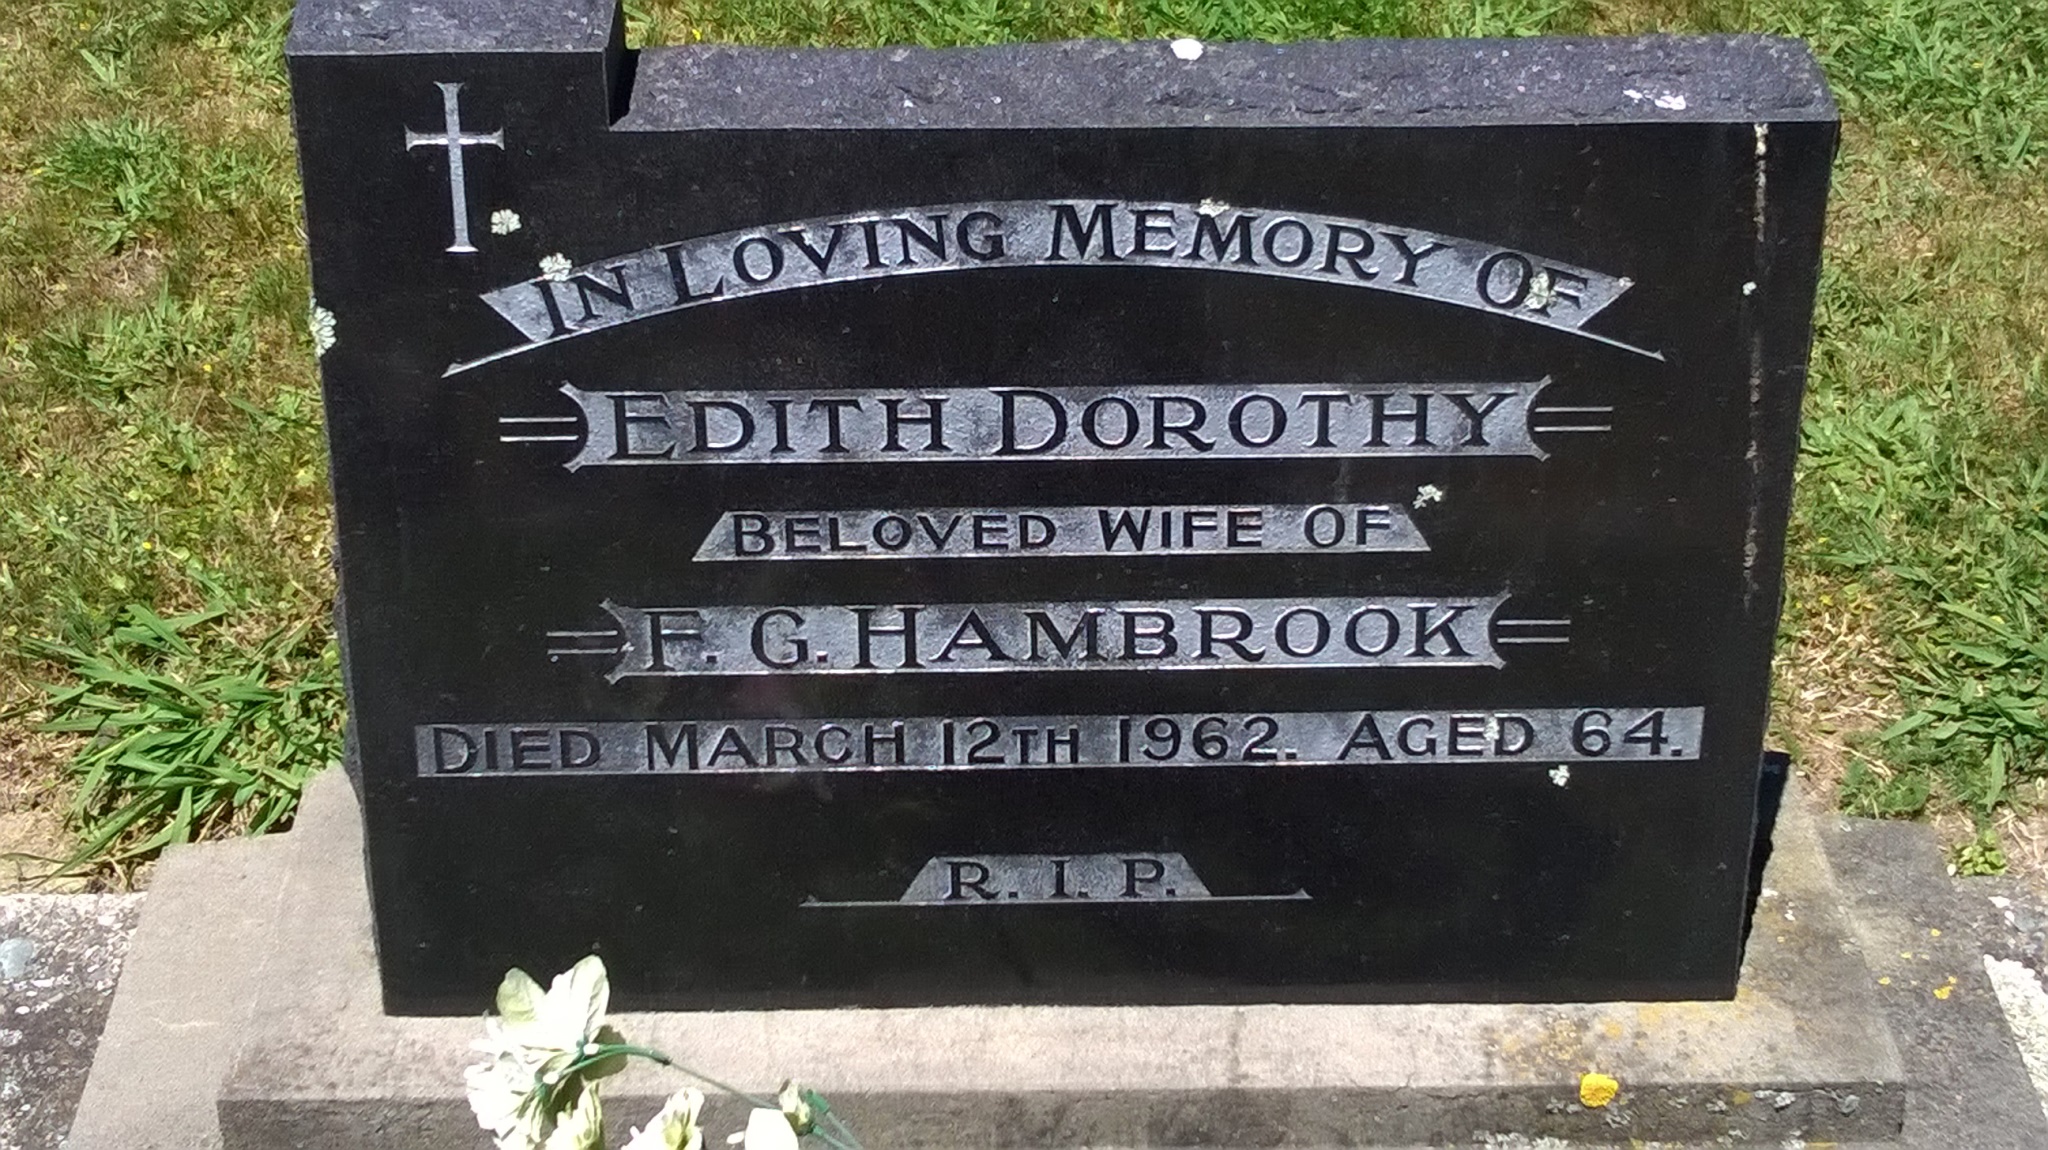 IN LOVING MEMORY OF
EDITH DOROTHY
BELOVED WIFE OF
F. G. HAMBROOK
DIED MARCH 12TH 1962. AGED 64.
R. I. P.